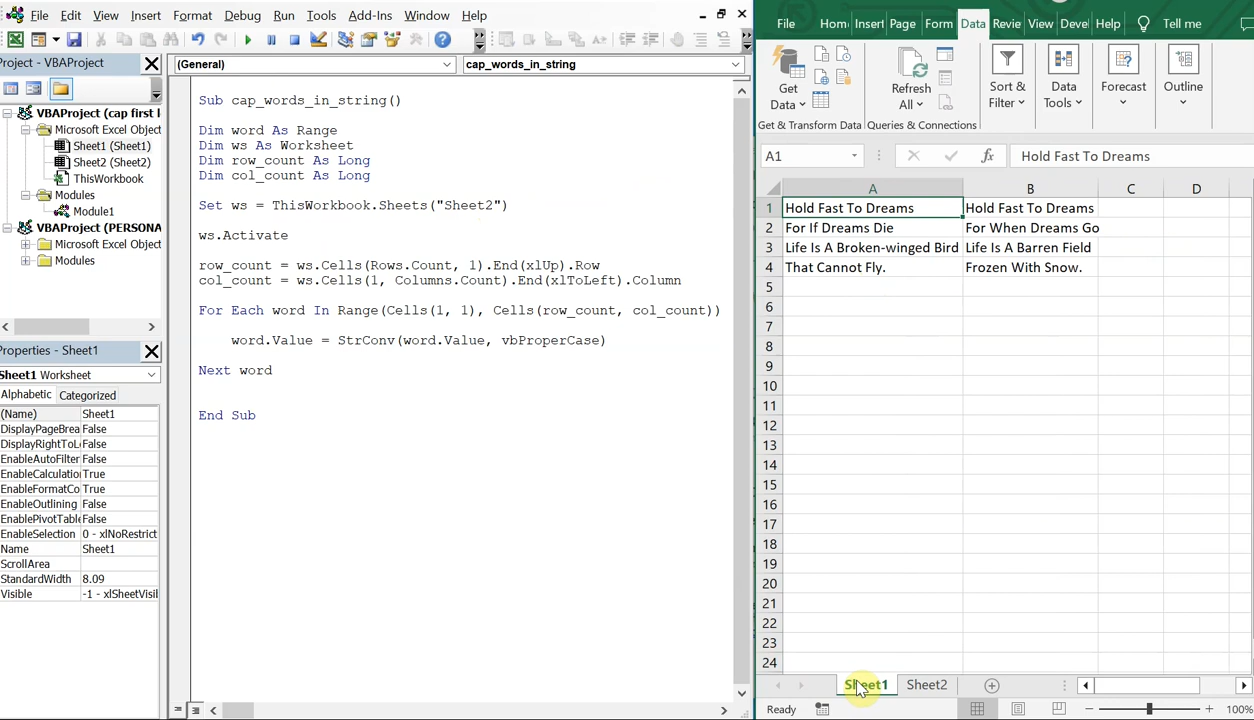 File Edit View Insert Format Debug Run Tools Add-Ins Window Help
Project - VBAProject
VBAProject (cap first l
Microsoft Excel Object
Sheet1 (Sheet1)
Sheet2 (Sheet2)
ThisWorkbook
Modules
Module1
VBAProject (PERSONA
Microsoft Excel Object
Modules
Properties - Sheet1
Sheet1 Worksheet
Alphabetic Categorized
(Name) Sheet1
DisplayPageBrea False
DisplayRightToL False
EnableAutoFilter False
EnableCalculatio True
EnableFormatCo True
EnableOutlining False
EnablePivotTable False
EnableSelection 0 - xlNoRestrict
Name Sheet1
ScrollArea
StandardWidth 8.09
Visible -1 - xlSheetVisib
(General) cap_words_in_string
Sub cap_words_in_string()
Dim word As Range
Dim ws As Worksheet
Dim row_count As Long
Dim col_count As Long
Set ws = ThisWorkbook.Sheets("Sheet2")
ws.Activate
row_count = ws.Cells(Rows.Count, 1).End(xlUp).Row
col_count = ws.Cells(1, Columns.Count).End(xlToLeft).Column
For Each word In Range(Cells(1, 1), Cells(row_count, col_count))
word.Value = StrConv(word.Value, vbProperCase)
Next word
End Sub
File Hom Insert Page Form Data Revie View Deve Help Tell me
Get Data
Refresh All
Sort & Filter
Data Tools
Forecast
Outline
Get & Transform Data Queries & Connections
A1 fx Hold Fast To Dreams
A B C D
1 Hold Fast To Dreams Hold Fast To Dreams
2 For If Dreams Die For When Dreams Go
3 Life Is A Broken-winged Bird Life Is A Barren Field
4 That Cannot Fly. Frozen With Snow.
5
6
7
8
9
10
11
12
13
14
15
16
17
18
19
20
21
22
23
24
Sheet1 Sheet2
Ready 100%